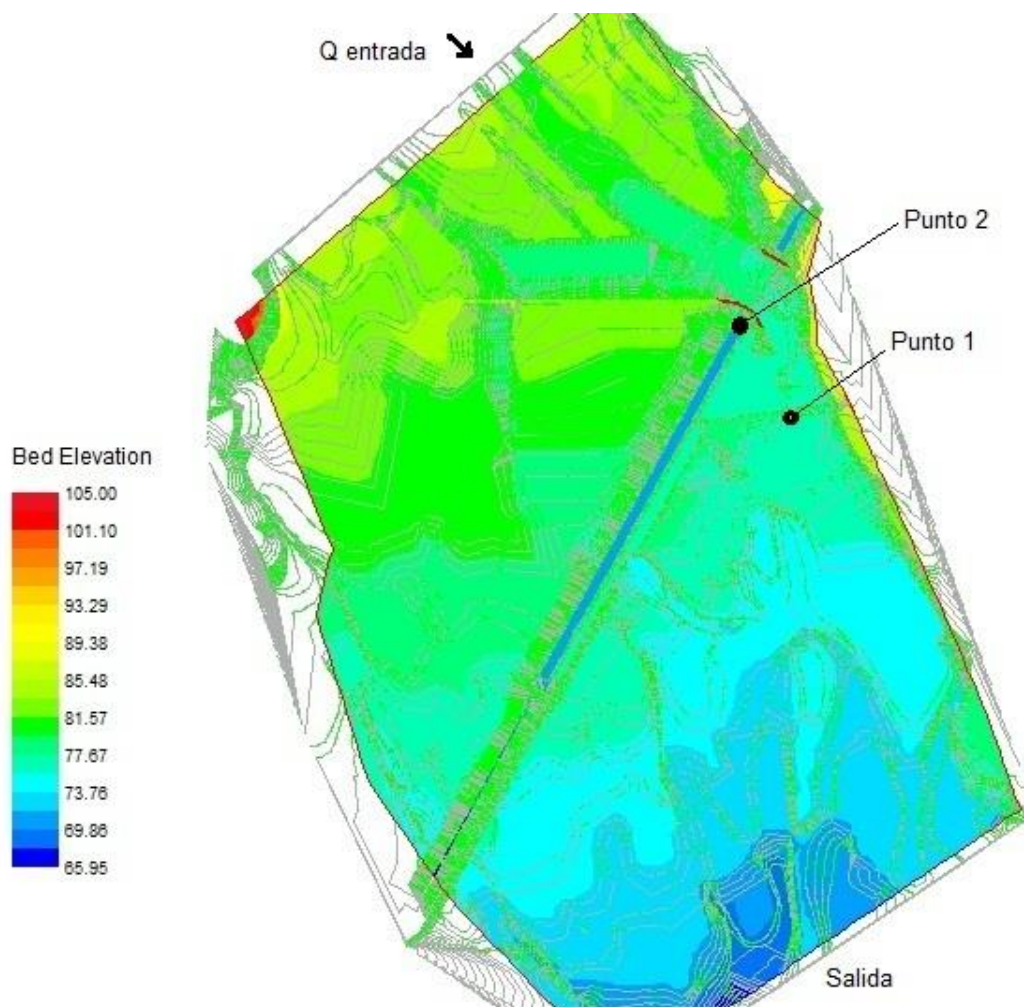 Q entrada
Punto 2
Punto 1
Bed Elevation
105.00
101.10
97.19
93.29
89.38
85.48
81.57
77.67
73.76
69.86
65.95
Salida